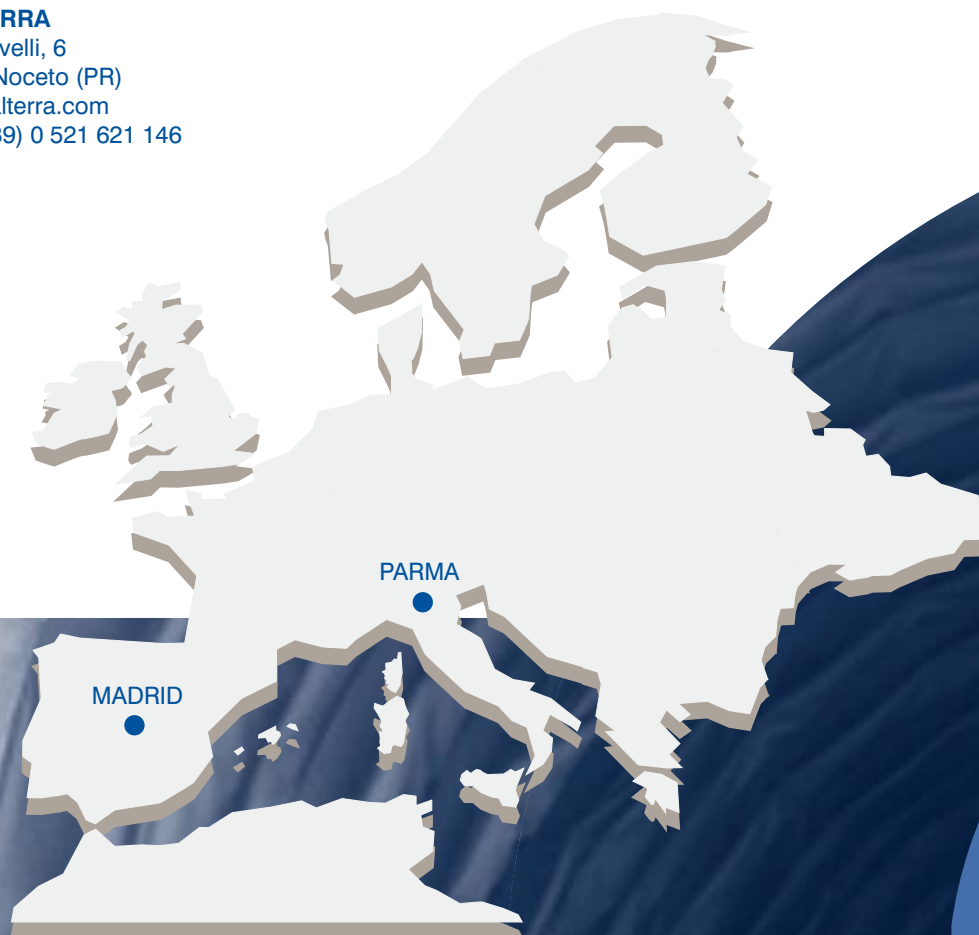 RRA
velli, 6
Noceto (PR)
lterra.com
39) 0 521 621 146
PARMA
MADRID